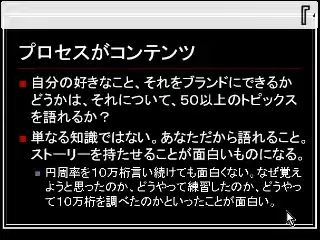 『
プロセスがコンテンツ
自分の好きなこと、それをブランドにできるか
どうかは、それについて、５０以上のトピックス
を語れるか？
単なる知識ではない。あなただから語れること。
ストーリーを持たせることが面白いものになる。
円周率を１０万桁言い続けても面白くない。なぜ覚え
ようと思ったのか、どうやって練習したのか、どうやっ
て１０万桁を調べたのかといったことが面白い。